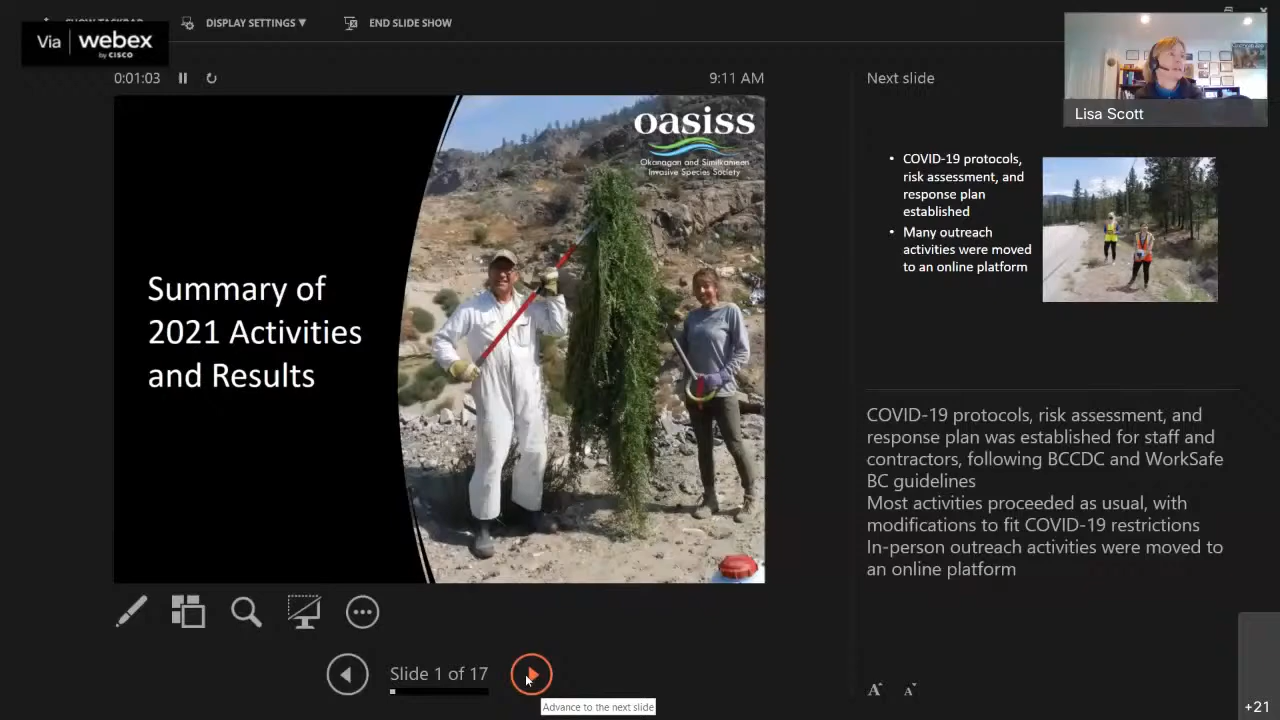 SHOW TASKBAR
DISPLAY SETTINGS ▼
END SLIDE SHOW
Via
webex
by CISCO
0:01:03
9:11 AM
Next slide
Lisa Scott
oasiss
Okanagan and Similkameen
Invasive Species Society
Summary of
2021 Activities
and Results
• COVID-19 protocols,
risk assessment, and
response plan
established
• Many outreach
activities were moved
to an online platform
COVID-19 protocols, risk assessment, and
response plan was established for staff and
contractors, following BCCDC and WorkSafe
BC guidelines
Most activities proceeded as usual, with
modifications to fit COVID-19 restrictions
In-person outreach activities were moved to
an online platform
Slide 1 of 17
Advance to the next slide
A A
+21